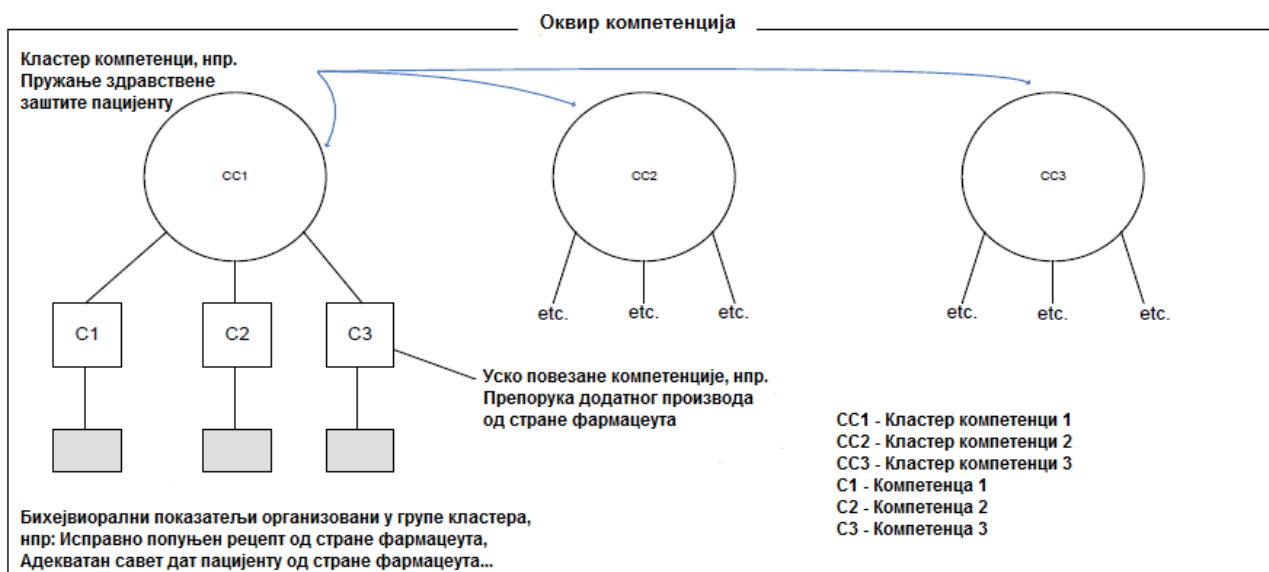 Оквир компетенција
Кластер компетенци, нпр.
Пружање здравствене
заштите пацијенту
CC1
CC2
CC3
C1
C2
C3
etc.
etc.
etc.
etc.
etc.
etc.
Уско повезане компетенције, нпр.
Препорука додатног производа
од стране фармацеута
CC1 - Кластер компетенци 1
CC2 - Кластер компетенци 2
CC3 - Кластер компетенци 3
C1 - Компетенца 1
C2 - Компетенца 2
C3 - Компетенца 3
Бихејвиорални показатељи организовани у групе кластера,
нпр: Исправно попуњен рецепт од стране фармацеута,
Адекватан савет дат пацијенту од стране фармацеута...